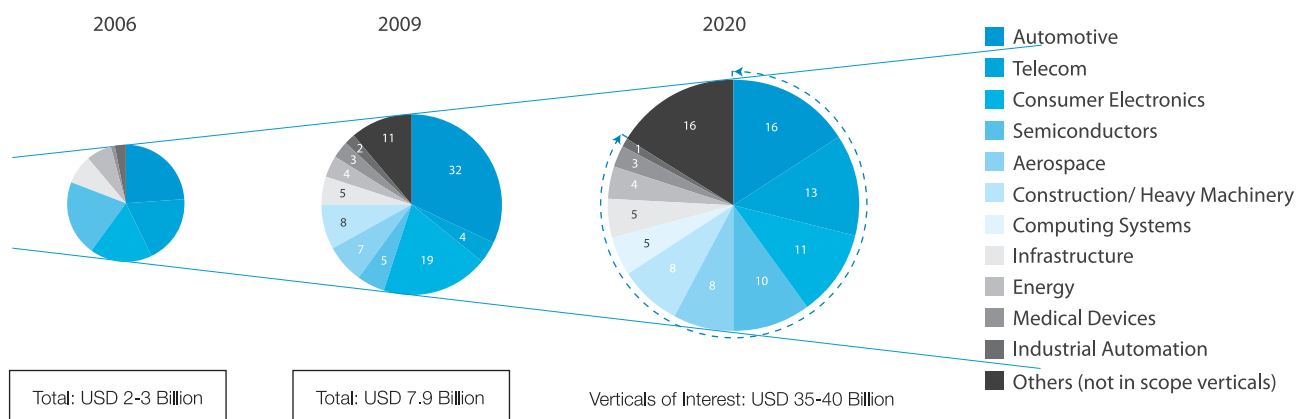 2006
2009
2020
32
4
19
5
7
8
5
4
3
2
11
16
13
11
10
8
8
5
5
4
3
1
16
Automotive
Telecom
Consumer Electronics
Semiconductors
Aerospace
Construction/ Heavy Machinery
Computing Systems
Infrastructure
Energy
Medical Devices
Industrial Automation
Others (not in scope verticals)
Total: USD 2-3 Billion
Total: USD 7.9 Billion
Verticals of Interest: USD 35-40 Billion